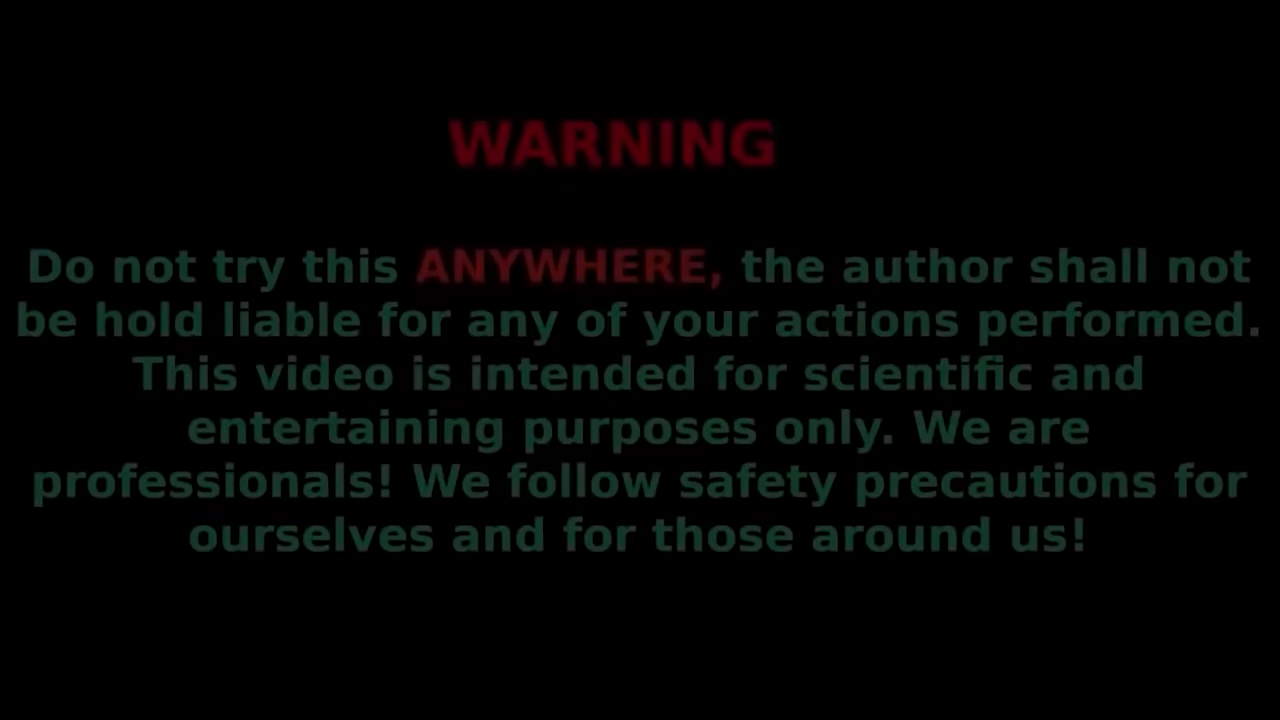 WARNING
Do not try this ANYWHERE, the author shall not
be hold liable for any of your actions performed.
This video is intended for scientific and
entertaining purposes only. We are
professionals! We follow safety precautions for
ourselves and for those around us!